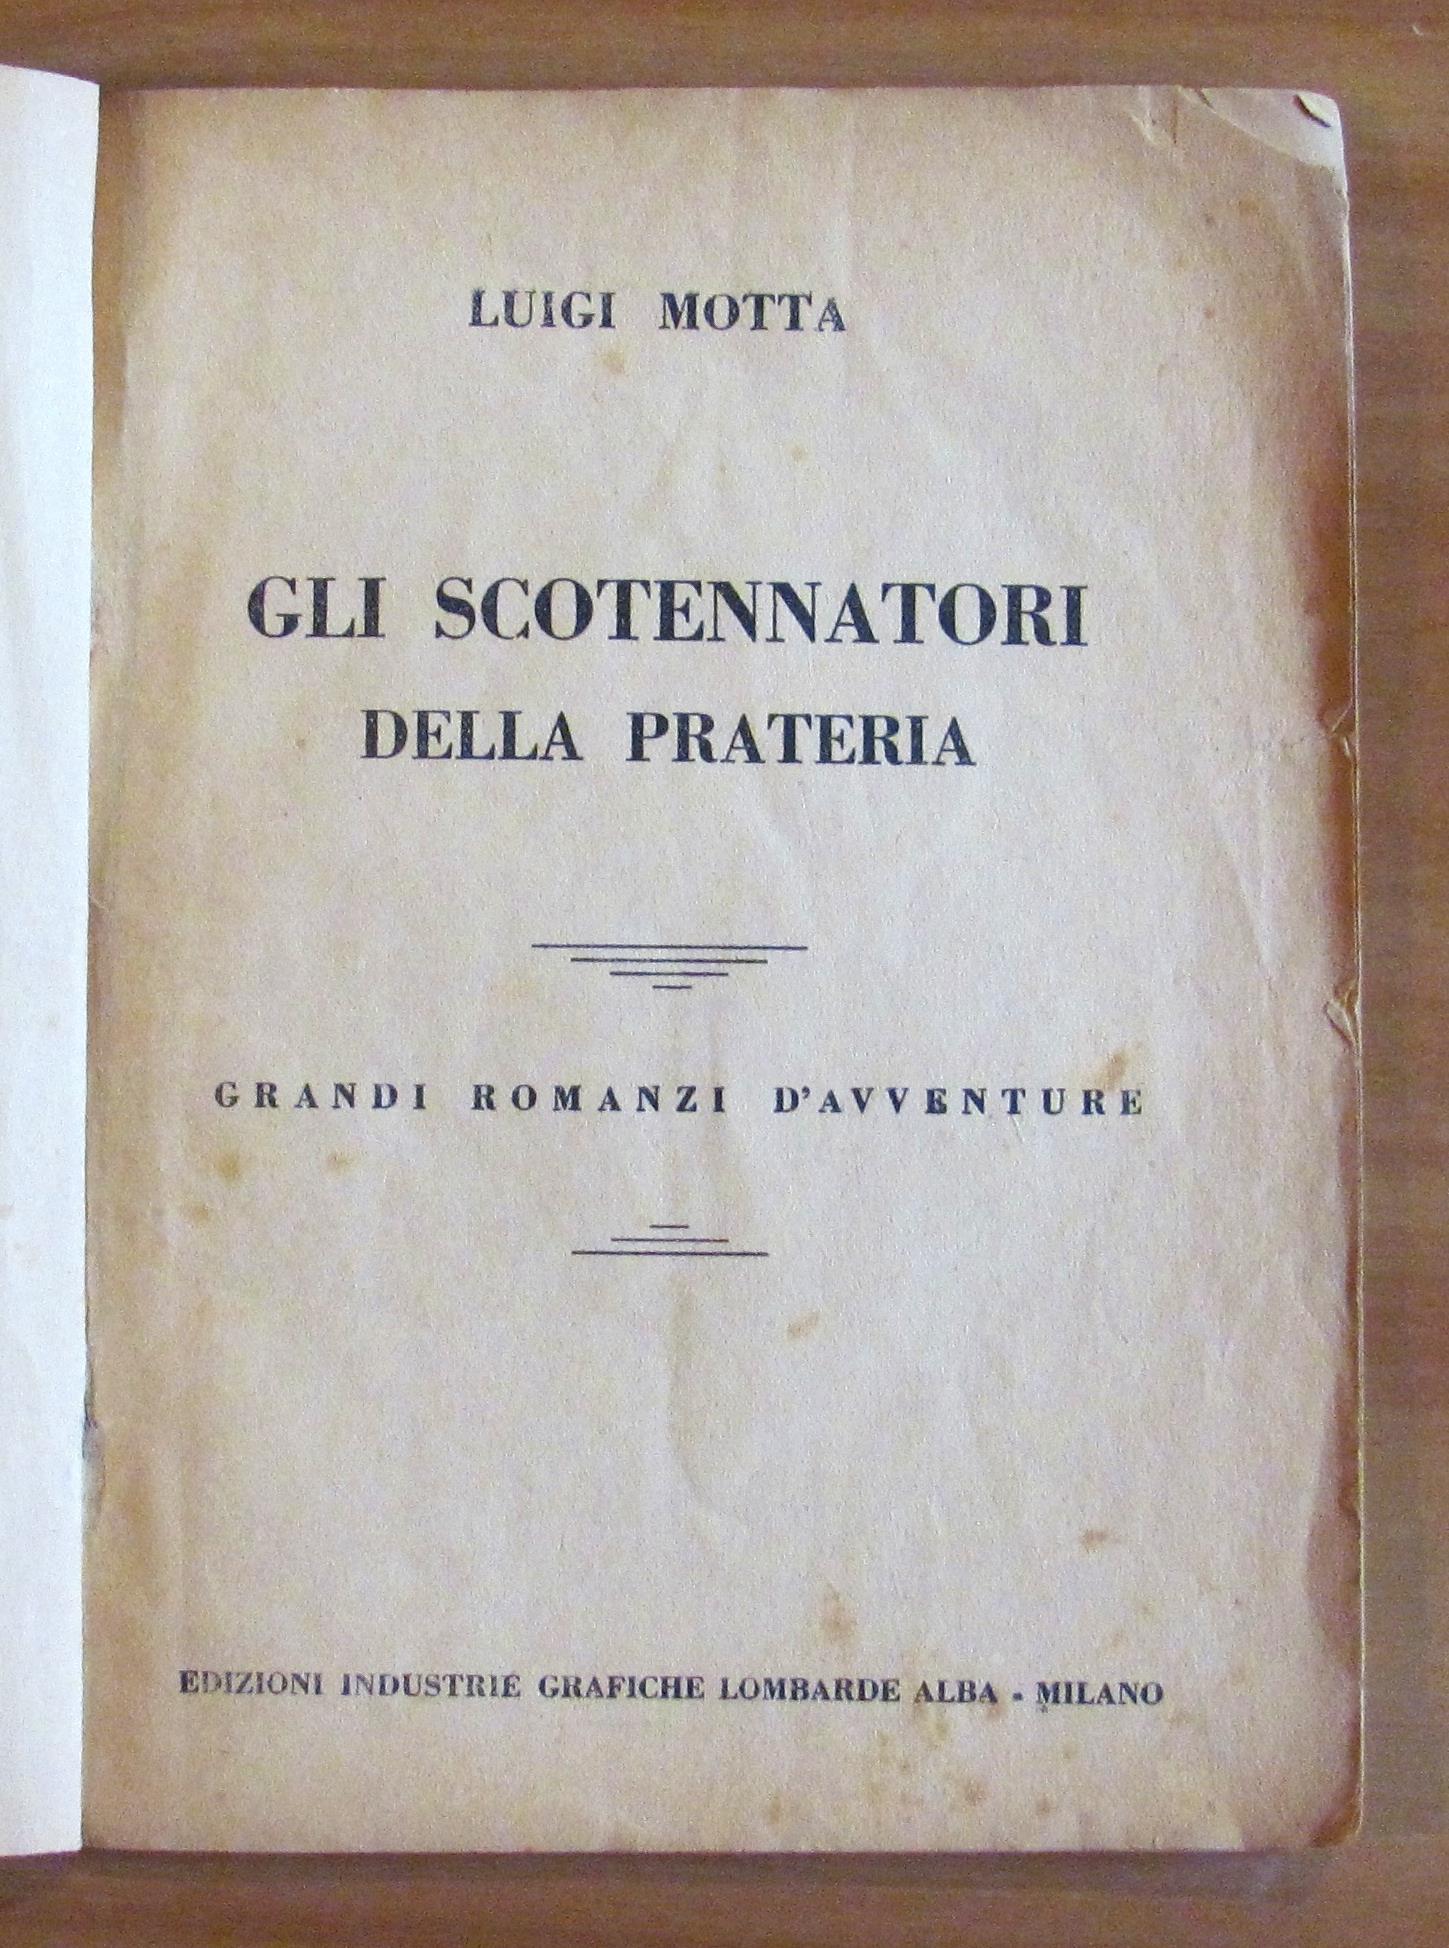 LUIGI MOTTA
GLI SCOTENNATORI
DELLA PRATERIA
GRANDI ROMANZI D'AVVENTURE
EDIZIONI INDUSTRIE GRAFICHE LOMBARDE ALBA - MILANO